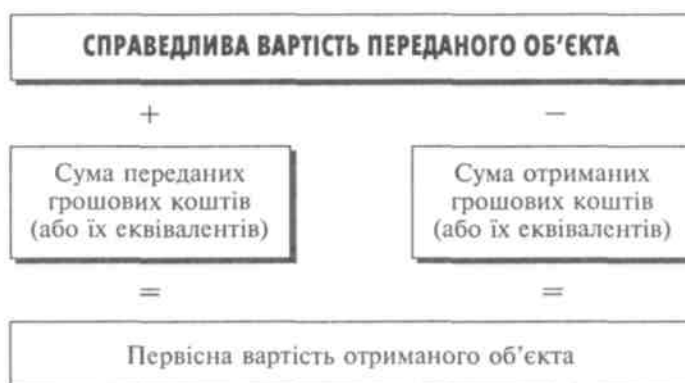 СПРАВЕДЛИВА ВАРТІСТЬ ПЕРЕДАНОГО ОБ’ЄКТА
+ −
Сума переданих
грошових коштів
(або їх еквівалентів)
Сума отриманих
грошових коштів
(або їх еквівалентів)
= =
Первісна вартість отриманого об’єкта